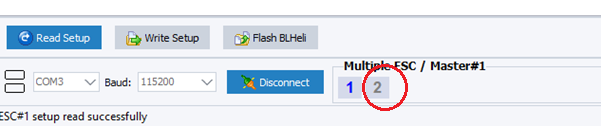 Read Setup Write Setup Flash BLHeli
Multiple ESC / Master#1
COM3 Baud: 115200 Disconnect 1 2
ESC#1 setup read successfully